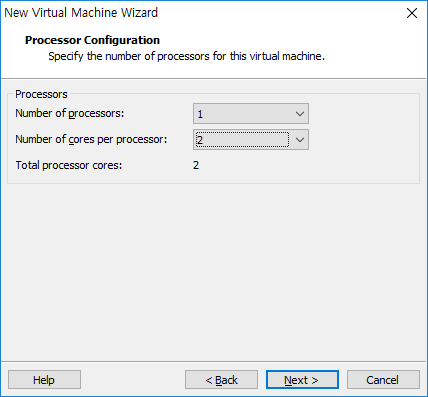 New Virtual Machine Wizard
Processor Configuration
Specify the number of processors for this virtual machine.
Processors
Number of processors: 1
Number of cores per processor: 2
Total processor cores: 2
Help < Back Next > Cancel